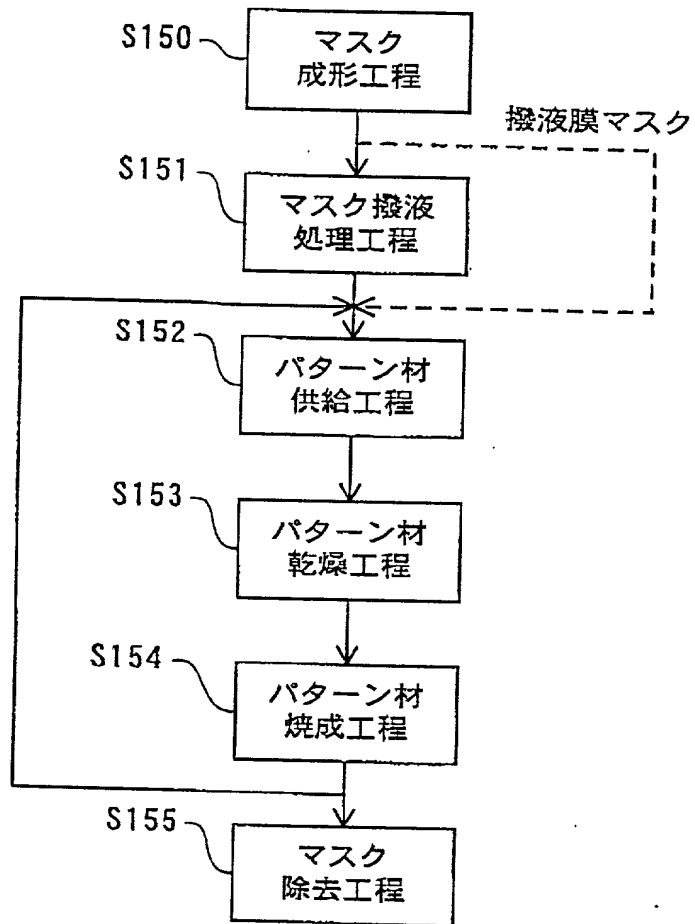 S150
マスク
成形工程
撥液膜マスク
S151
マスク撥液
処理工程
S152
パターン材
供給工程
S153
パターン材
乾燥工程
S154
パターン材
焼成工程
S155
マスク
除去工程